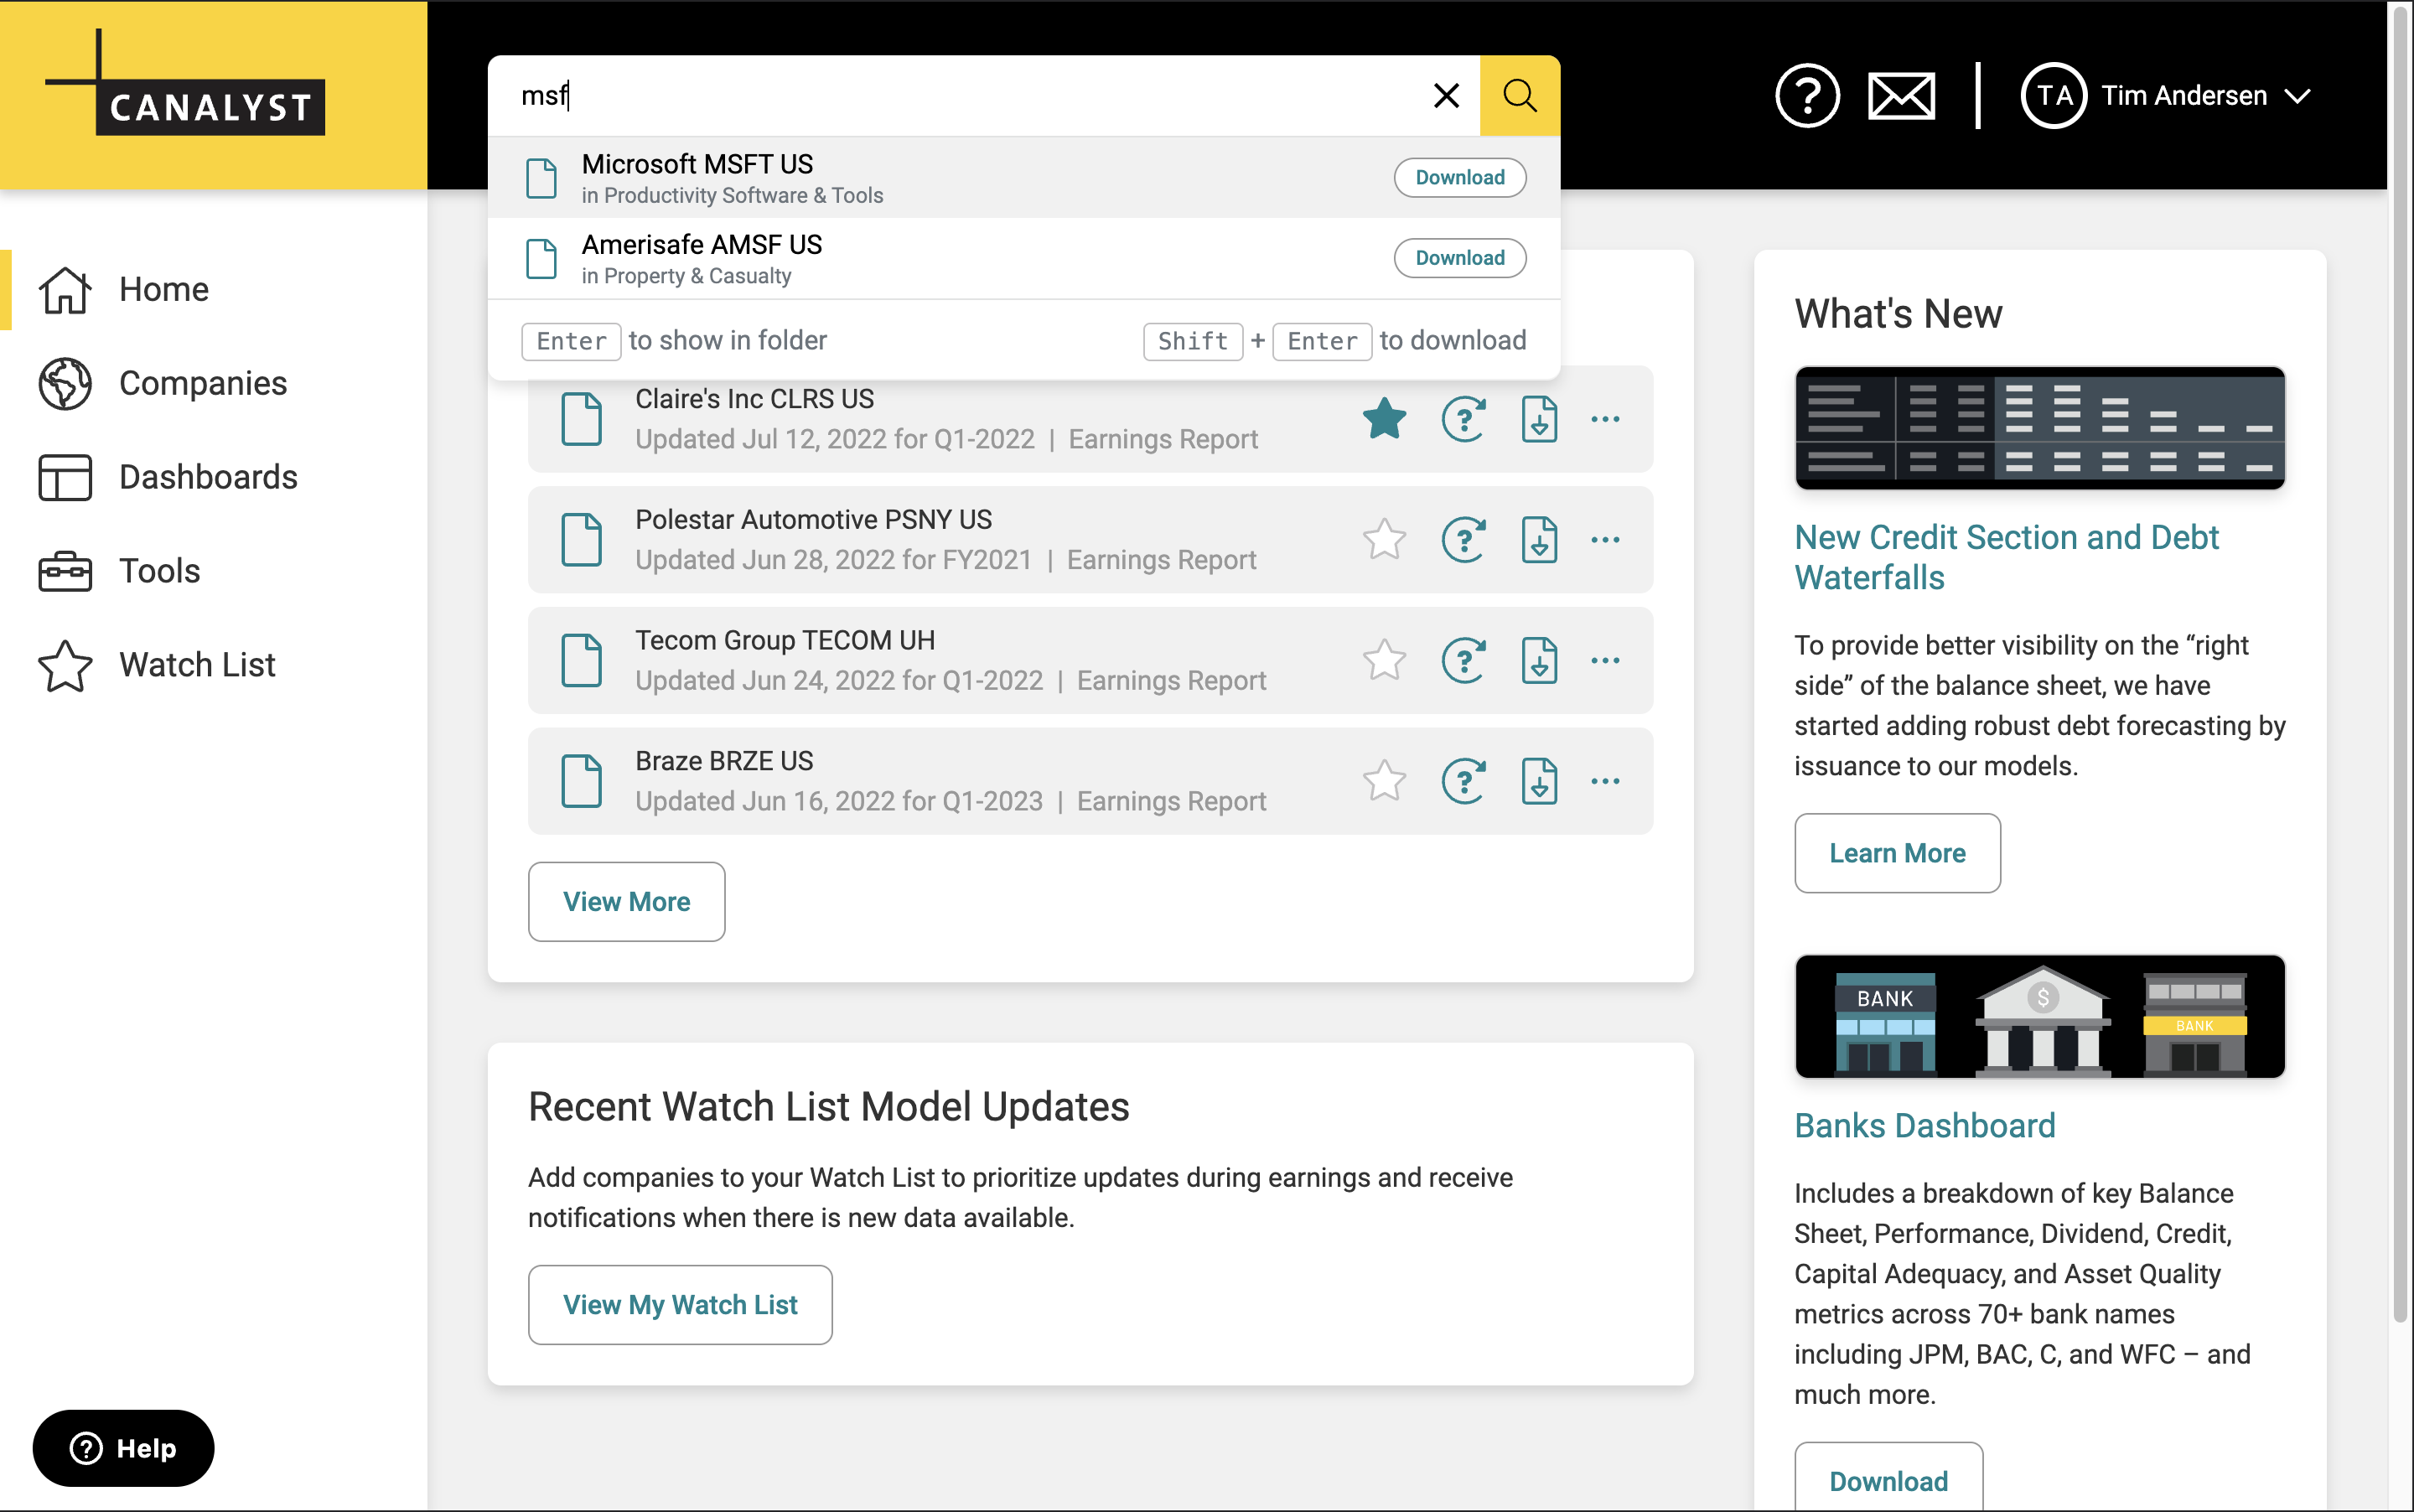 CANALYST
msf
TA Tim Andersen
Microsoft MSFT US
in Productivity Software & Tools
Download
Amerisafe AMSF US
in Property & Casualty
Download
Enter to show in folder
Shift + Enter to download
Home
Companies
Dashboards
Tools
Watch List
Help
Claire's Inc CLRS US
Updated Jul 12, 2022 for Q1-2022 | Earnings Report
Polestar Automotive PSNY US
Updated Jun 28, 2022 for FY2021 | Earnings Report
Tecom Group TECOM UH
Updated Jun 24, 2022 for Q1-2022 | Earnings Report
Braze BRZE US
Updated Jun 16, 2022 for Q1-2023 | Earnings Report
View More
Recent Watch List Model Updates
Add companies to your Watch List to prioritize updates during earnings and receive
notifications when there is new data available.
View My Watch List
What's New
New Credit Section and Debt
Waterfalls
To provide better visibility on the “right
side” of the balance sheet, we have
started adding robust debt forecasting by
issuance to our models.
Learn More
BANK
$
BANK
Banks Dashboard
Includes a breakdown of key Balance
Sheet, Performance, Dividend, Credit,
Capital Adequacy, and Asset Quality
metrics across 70+ bank names
including JPM, BAC, C, and WFC – and
much more.
Download